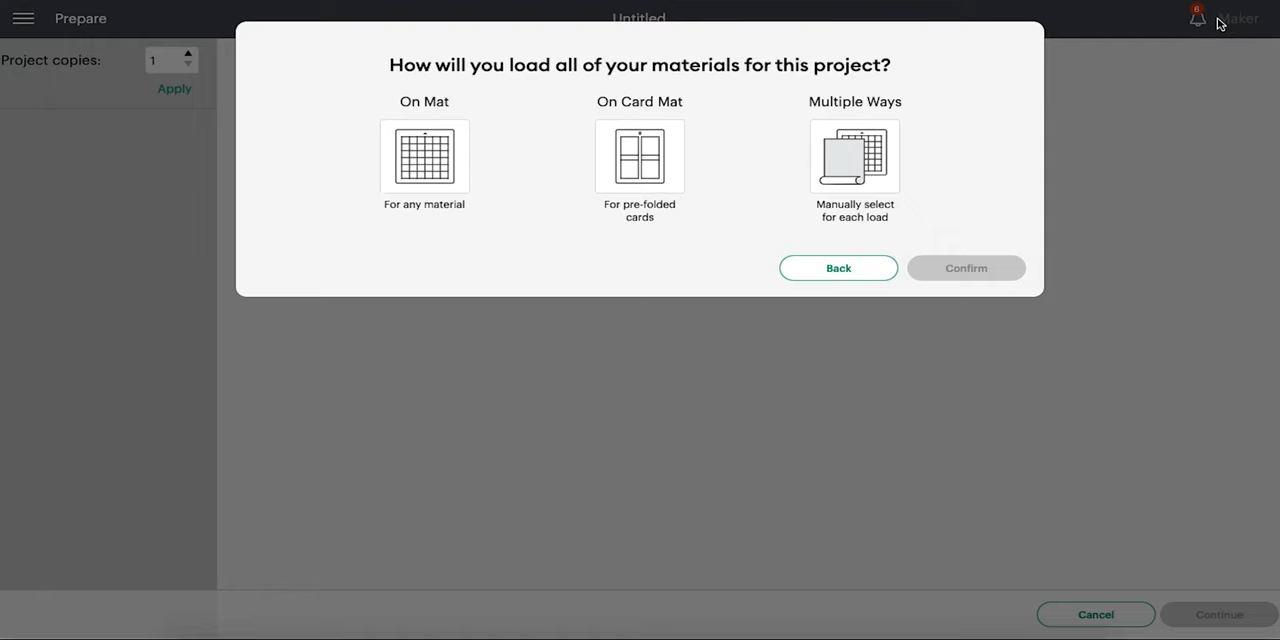 Prepare
Untitled
6
Maker
Project copies:
1
Apply
How will you load all of your materials for this project?
On Mat
On Card Mat
Multiple Ways
For any material
For pre-folded
cards
Manually select
for each load
Back
Confirm
Cancel
Continue